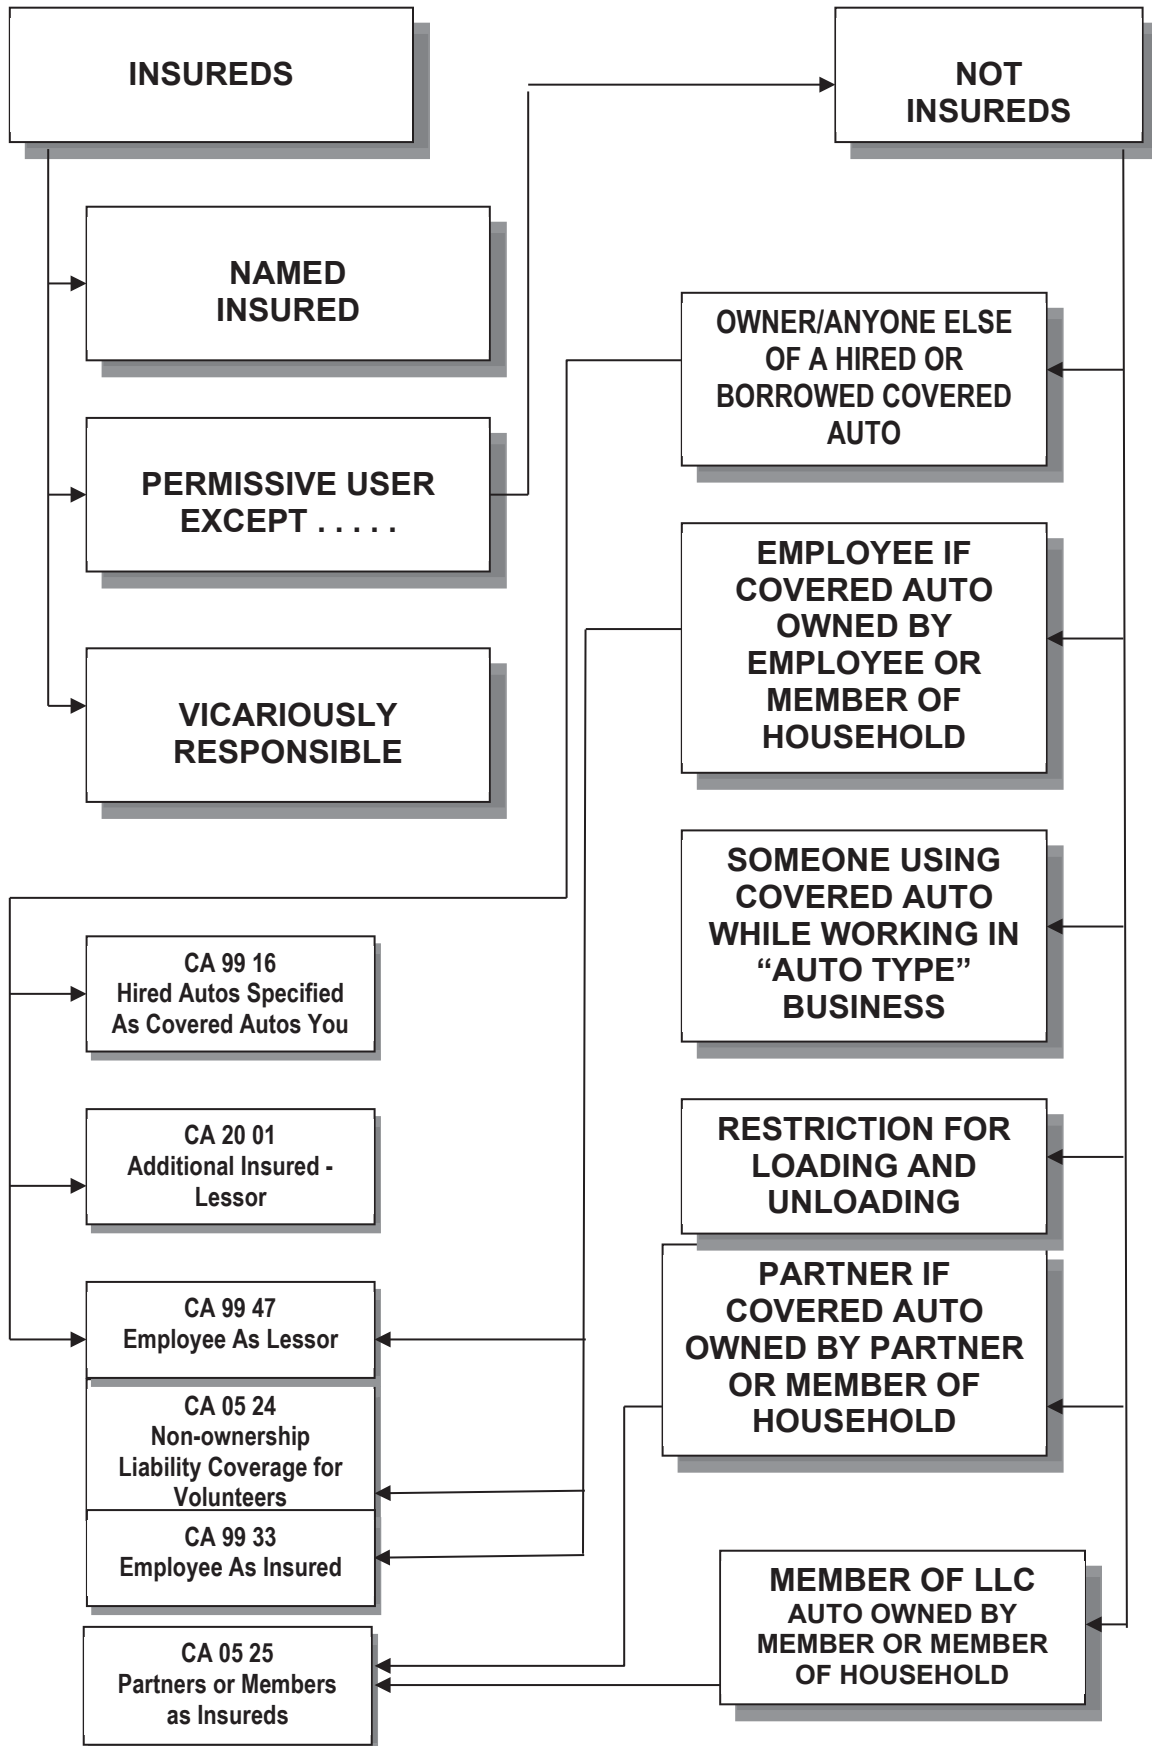 INSUREDS
NOT
INSUREDS
NAMED
INSURED
PERMISSIVE USER
EXCEPT . . . . .
VICARIOUSLY
RESPONSIBLE
OWNER/ANYONE ELSE
OF A HIRED OR
BORROWED COVERED
AUTO
EMPLOYEE IF
COVERED AUTO
OWNED BY
EMPLOYEE OR
MEMBER OF
HOUSEHOLD
SOMEONE USING
COVERED AUTO
WHILE WORKING IN
“AUTO TYPE”
BUSINESS
RESTRICTION FOR
LOADING AND
UNLOADING
PARTNER IF
COVERED AUTO
OWNED BY PARTNER
OR MEMBER OF
HOUSEHOLD
MEMBER OF LLC
AUTO OWNED BY
MEMBER OR MEMBER
OF HOUSEHOLD
CA 99 16
Hired Autos Specified
As Covered Autos You
CA 20 01
Additional Insured -
Lessor
CA 99 47
Employee As Lessor
CA 05 24
Non-ownership
Liability Coverage for
Volunteers
CA 99 33
Employee As Insured
CA 05 25
Partners or Members
as Insureds